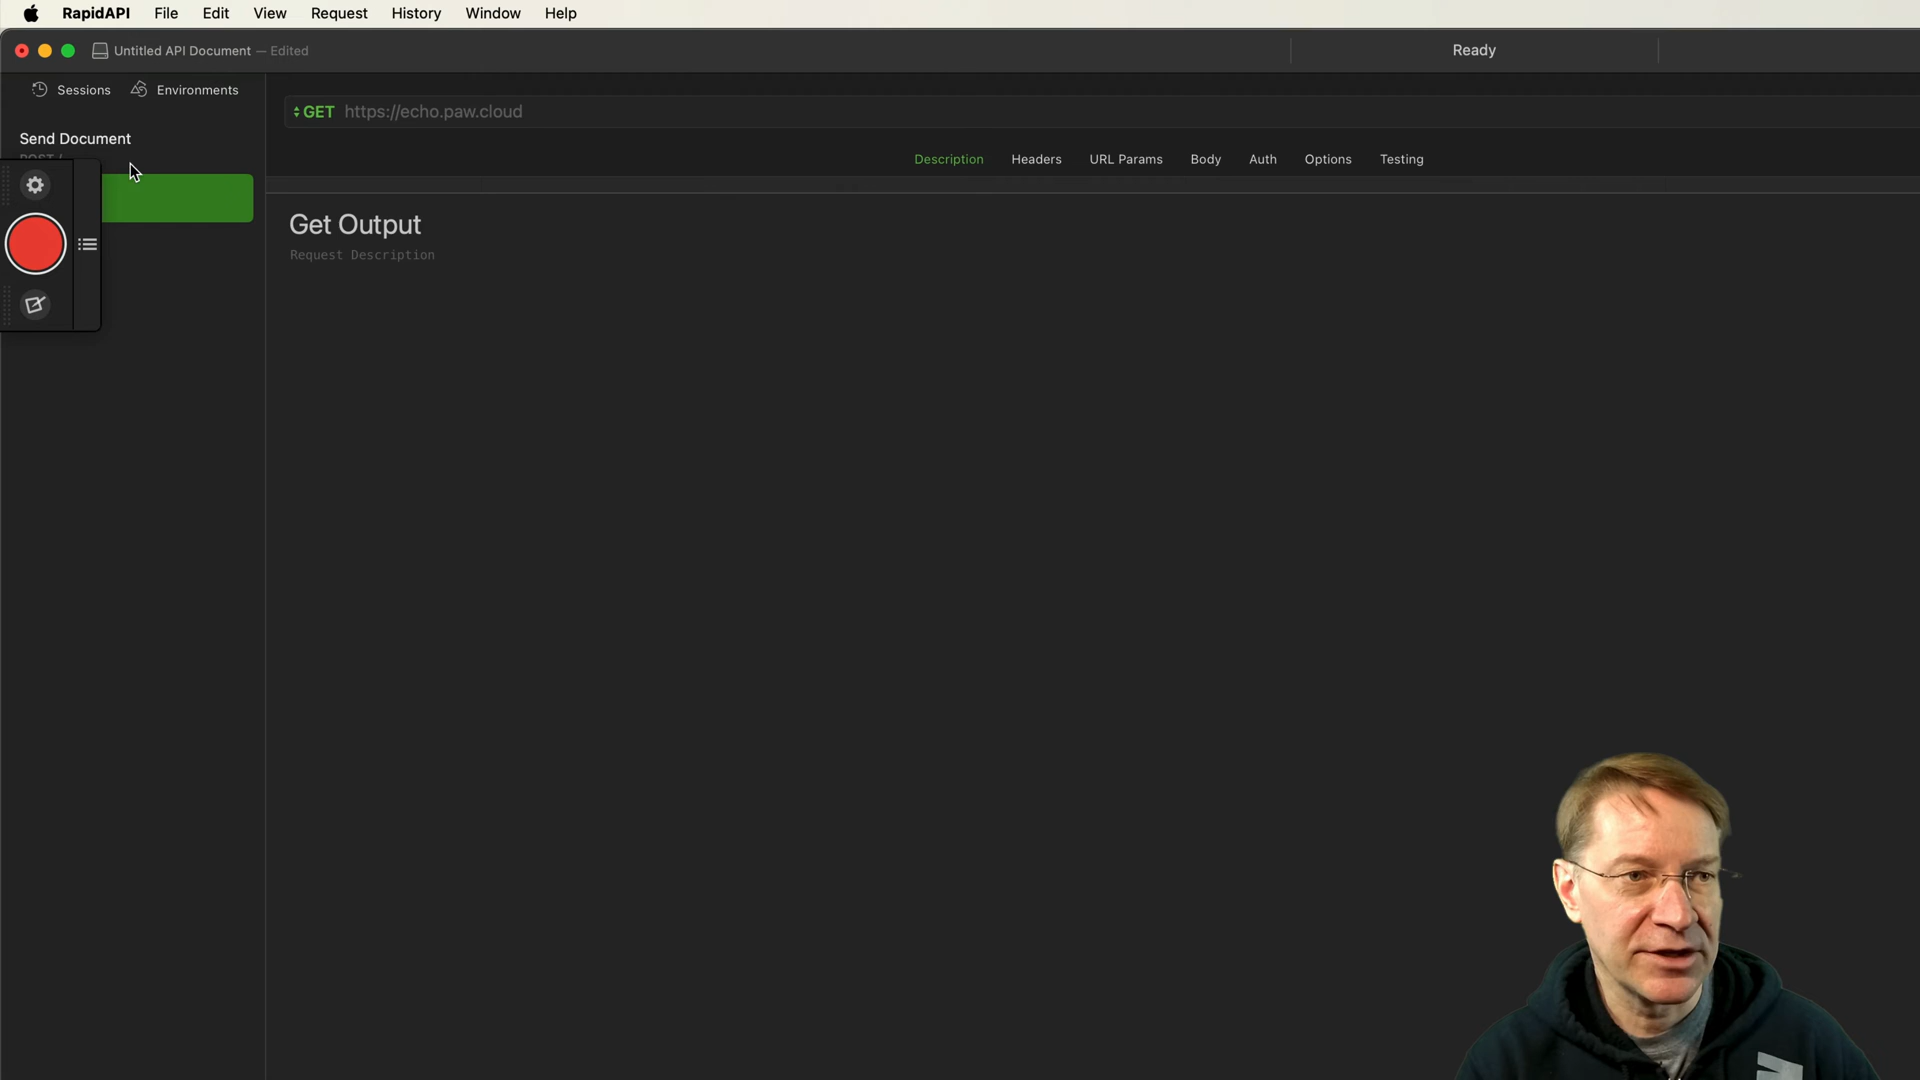 RapidAPI File Edit View Request History Window Help
Untitled API Document — Edited
Ready
Sessions Environments
GET https://echo.paw.cloud
Send Document
POST /
Description Headers URL Params Body Auth Options Testing
Get Output
Request Description